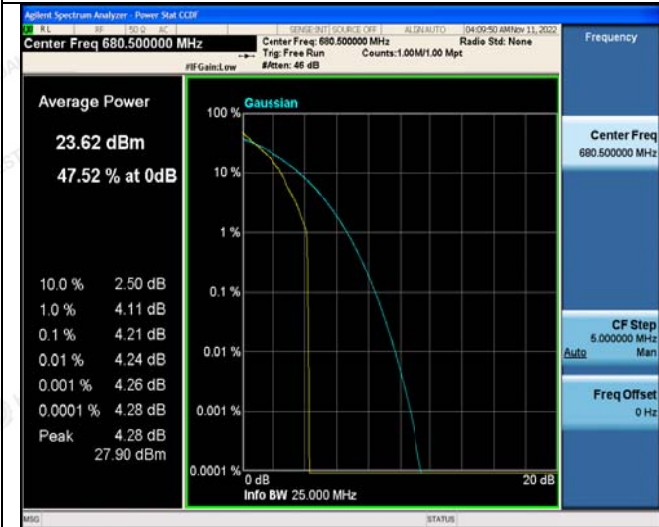 Agilent Spectrum Analyzer - Power Stat CCDF
RL RF 50 Ω AC SENSE:INT SOURCE OFF ALIGN AUTO 04:09:50 AM Nov 11, 2022
Center Freq 680.500000 MHz
Center Freq: 680.500000 MHz Radio Std: None
Trig: Free Run Counts:1.00M/1.00 Mpt
#IFGain:Low #Atten: 46 dB
Frequency
Average Power
23.62 dBm
47.52 % at 0dB
10.0 % 2.50 dB
1.0 % 4.11 dB
0.1 % 4.21 dB
0.01 % 4.24 dB
0.001 % 4.26 dB
0.0001 % 4.28 dB
Peak 4.28 dB
27.90 dBm
Gaussian
100 %
10 %
1 %
0.1 %
0.01 %
0.001 %
0.0001 %
0 dB 20 dB
Info BW 25.000 MHz
Center Freq
680.500000 MHz
CF Step
5.000000 MHz
Auto Man
Freq Offset
0 Hz
MSG STATUS